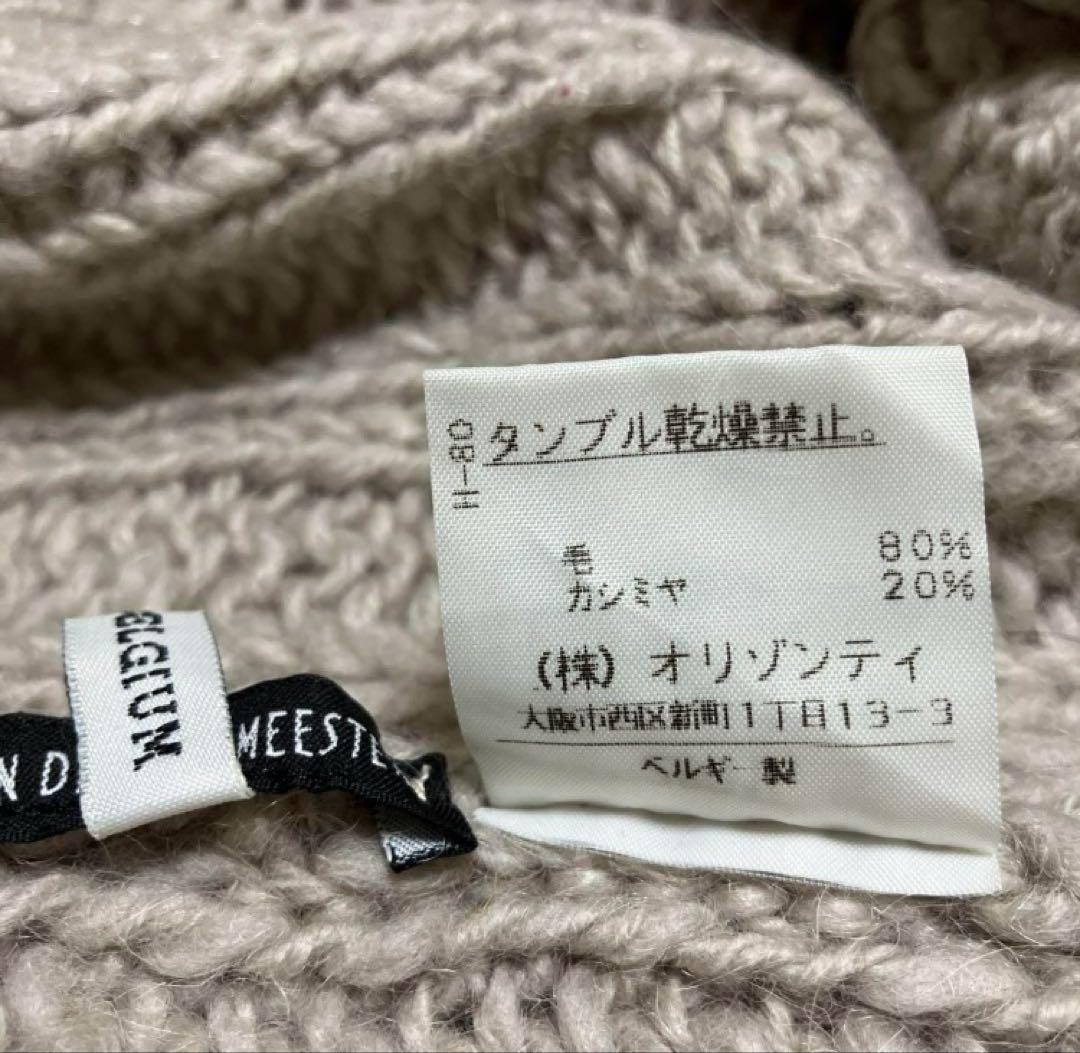 H-80
タンブル乾燥禁止。
毛 80%
カシミヤ 20%
(株) オリゾンティ
大阪市西区新町1丁目13-3
ベルギー製
BELGIUM
N D MEESTE